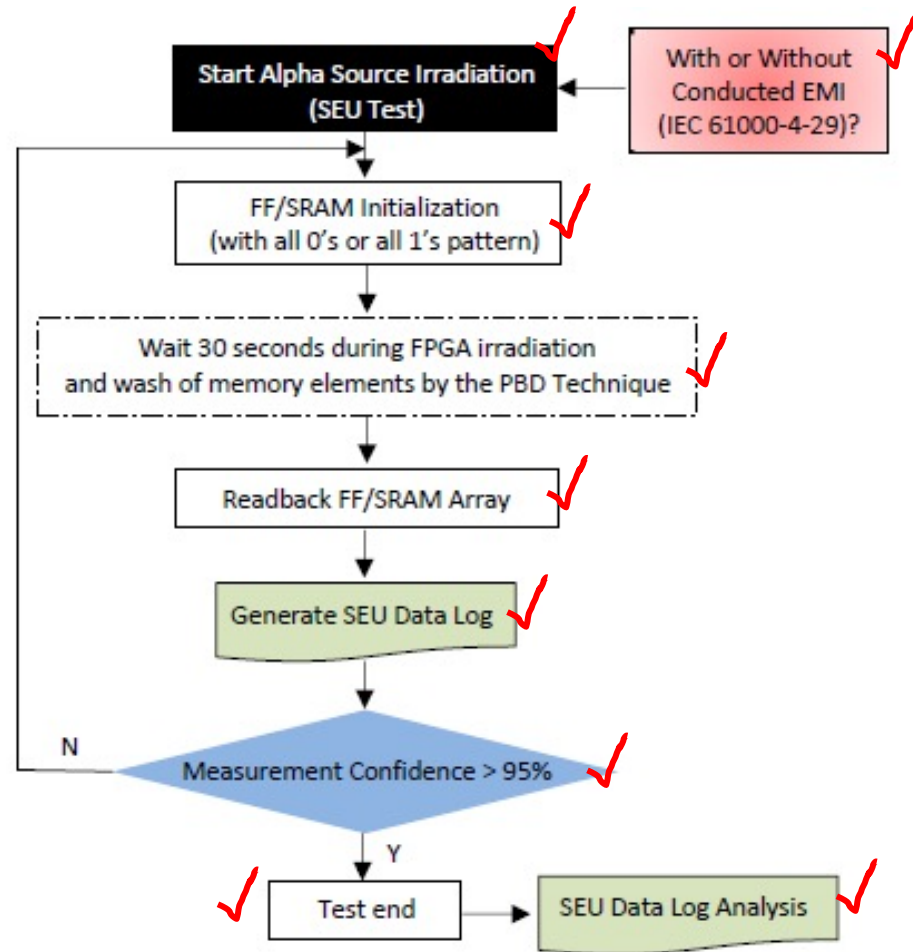 Start Alpha Source Irradiation
(SEU Test)
With or Without
Conducted EMI
(IEC 61000-4-29)?
FF/SRAM Initialization
(with all 0's or all 1's pattern)
Wait 30 seconds during FPGA irradiation
and wash of memory elements by the PBD Technique
Readback FF/SRAM Array
Generate SEU Data Log
N
Measurement Confidence > 95%
Y
Test end
SEU Data Log Analysis